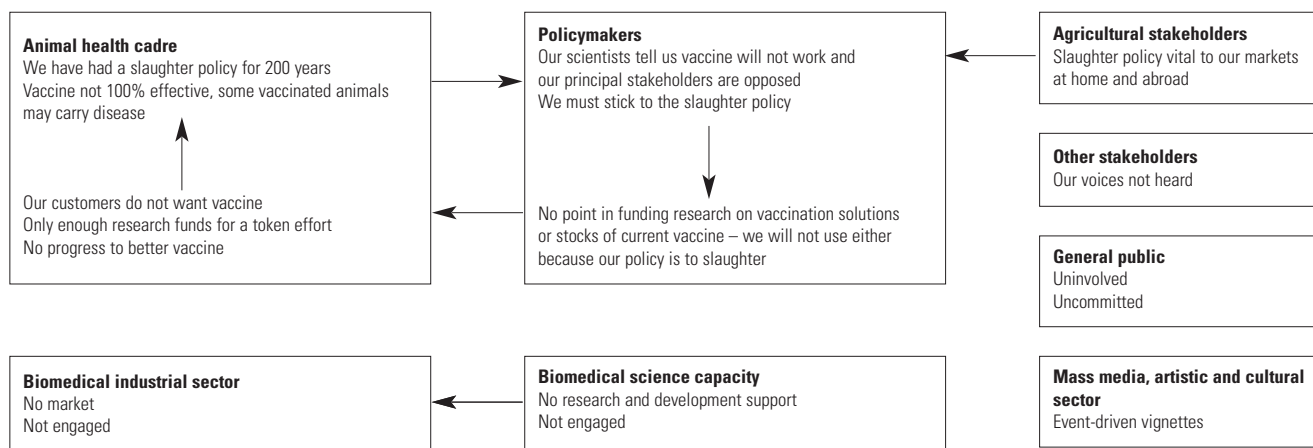 Animal health cadre
We have had a slaughter policy for 200 years
Vaccine not 100% effective, some vaccinated animals
may carry disease
Our customers do not want vaccine
Only enough research funds for a token effort
No progress to better vaccine
Policymakers
Our scientists tell us vaccine will not work and
our principal stakeholders are opposed
We must stick to the slaughter policy
No point in funding research on vaccination solutions
or stocks of current vaccine – we will not use either
because our policy is to slaughter
Agricultural stakeholders
Slaughter policy vital to our markets
at home and abroad
Other stakeholders
Our voices not heard
General public
Uninvolved
Uncommitted
Biomedical industrial sector
No market
Not engaged
Biomedical science capacity
No research and development support
Not engaged
Mass media, artistic and cultural
sector
Event-driven vignettes